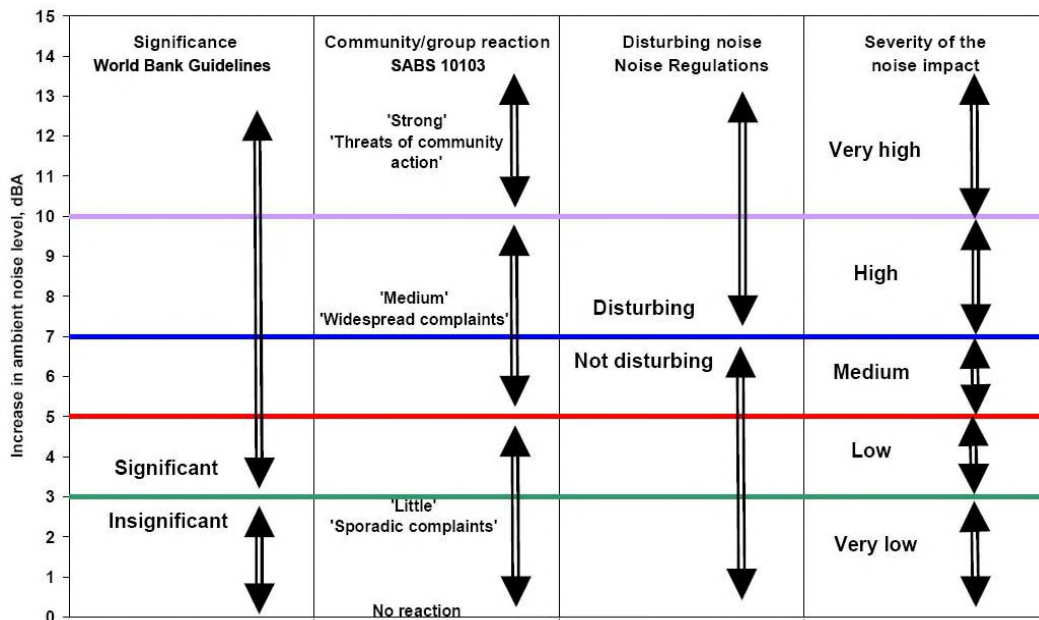 Increase in ambient noise level, dBA
15
14
13
12
11
10
9
8
7
6
5
4
3
2
1
0
Significance
World Bank Guidelines
Significant
Insignificant
Community/group reaction
SABS 10103
'Strong'
'Threats of community
action'
'Medium'
'Widespread complaints'
'Little'
'Sporadic complaints'
No reaction
Disturbing noise
Noise Regulations
Disturbing
Not disturbing
Severity of the
noise impact
Very high
High
Medium
Low
Very low